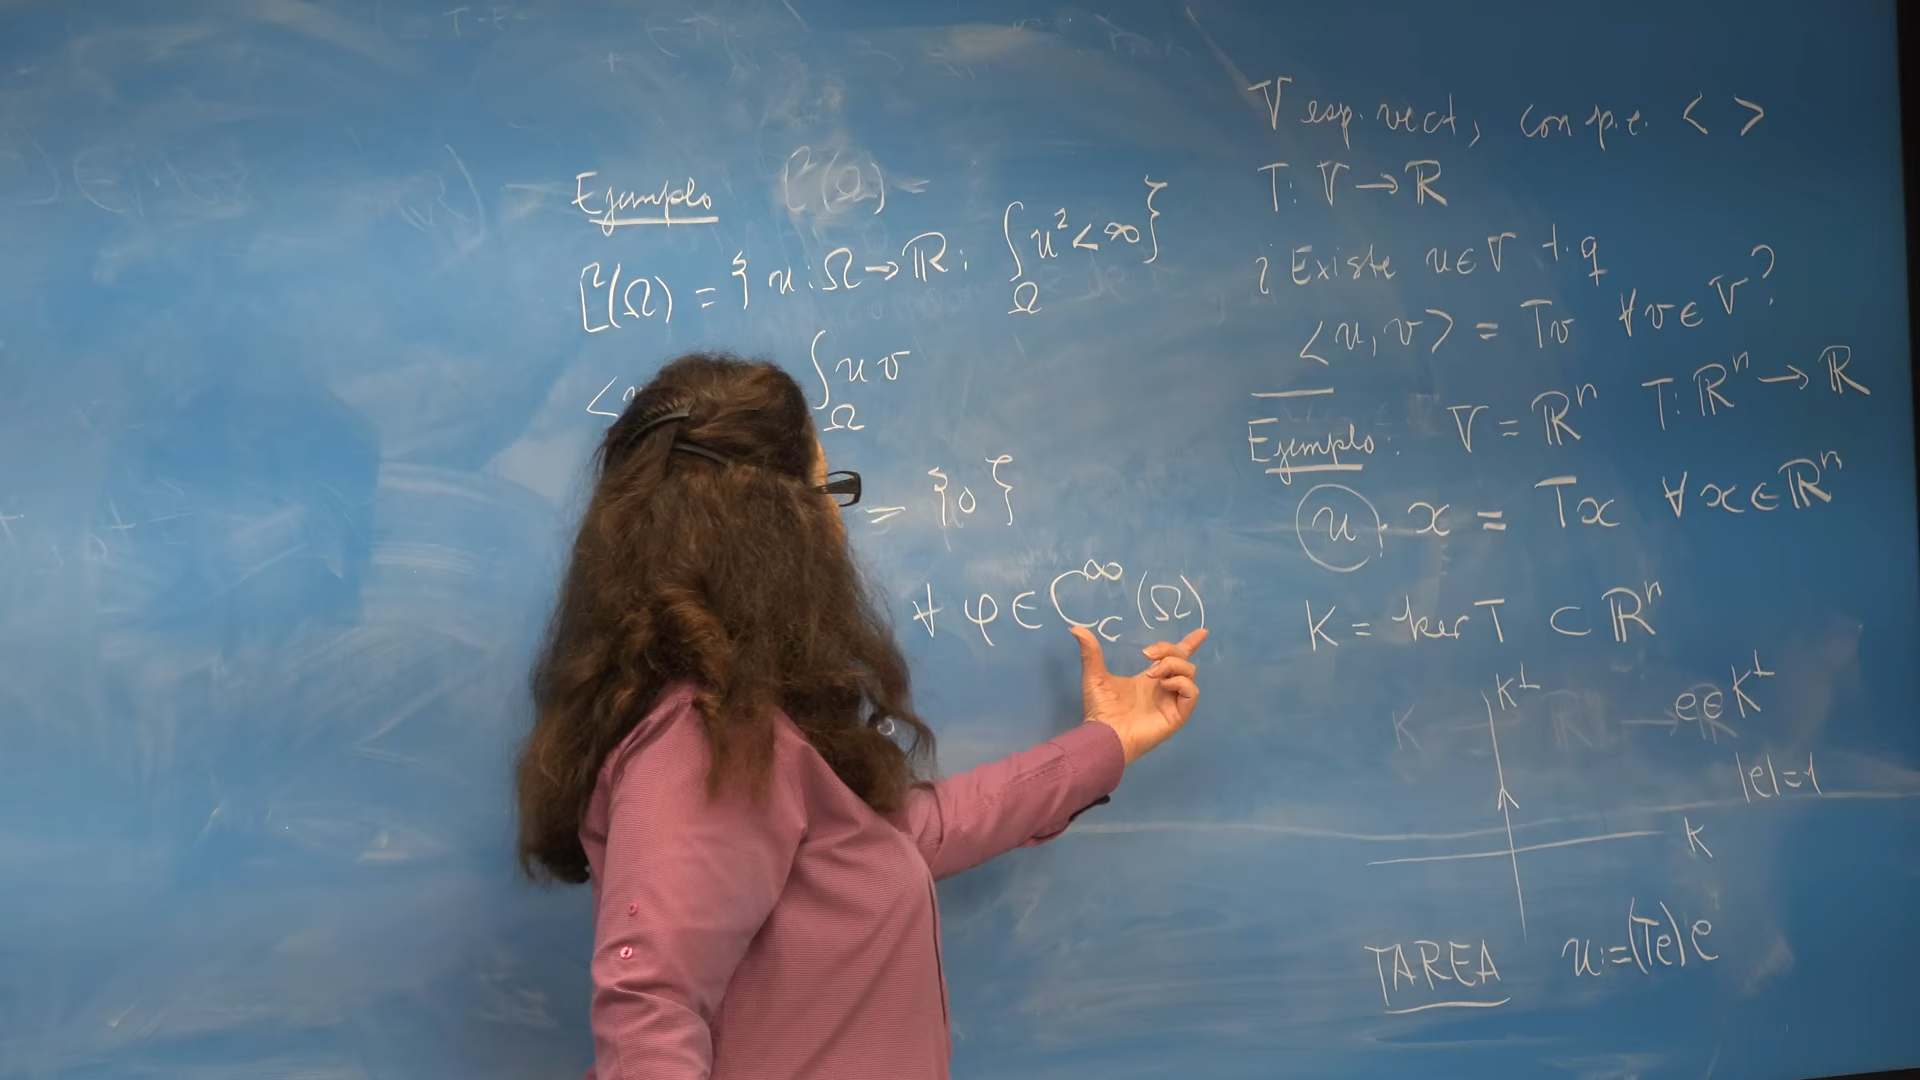 Ejemplo L²(Ω) =
L²(Ω) = { u : Ω → ℝ : ∫_Ω u² < ∞ }
< ∫_Ω u v
= {0}
∀ φ ∈ C_c^∞(Ω)
V esp. vect, con p.e. < >
T: V → ℝ
¿Existe u ∈ V t.q
<u, v> = Tv ∀v ∈ V?
Ejemplo: V = ℝⁿ T: ℝⁿ → ℝ
u · x = Tx ∀x ∈ ℝⁿ
K = ker T ⊂ ℝⁿ
K^⊥
e ∈ K^⊥
|e| = 1
K
TAREA u := (Te) e